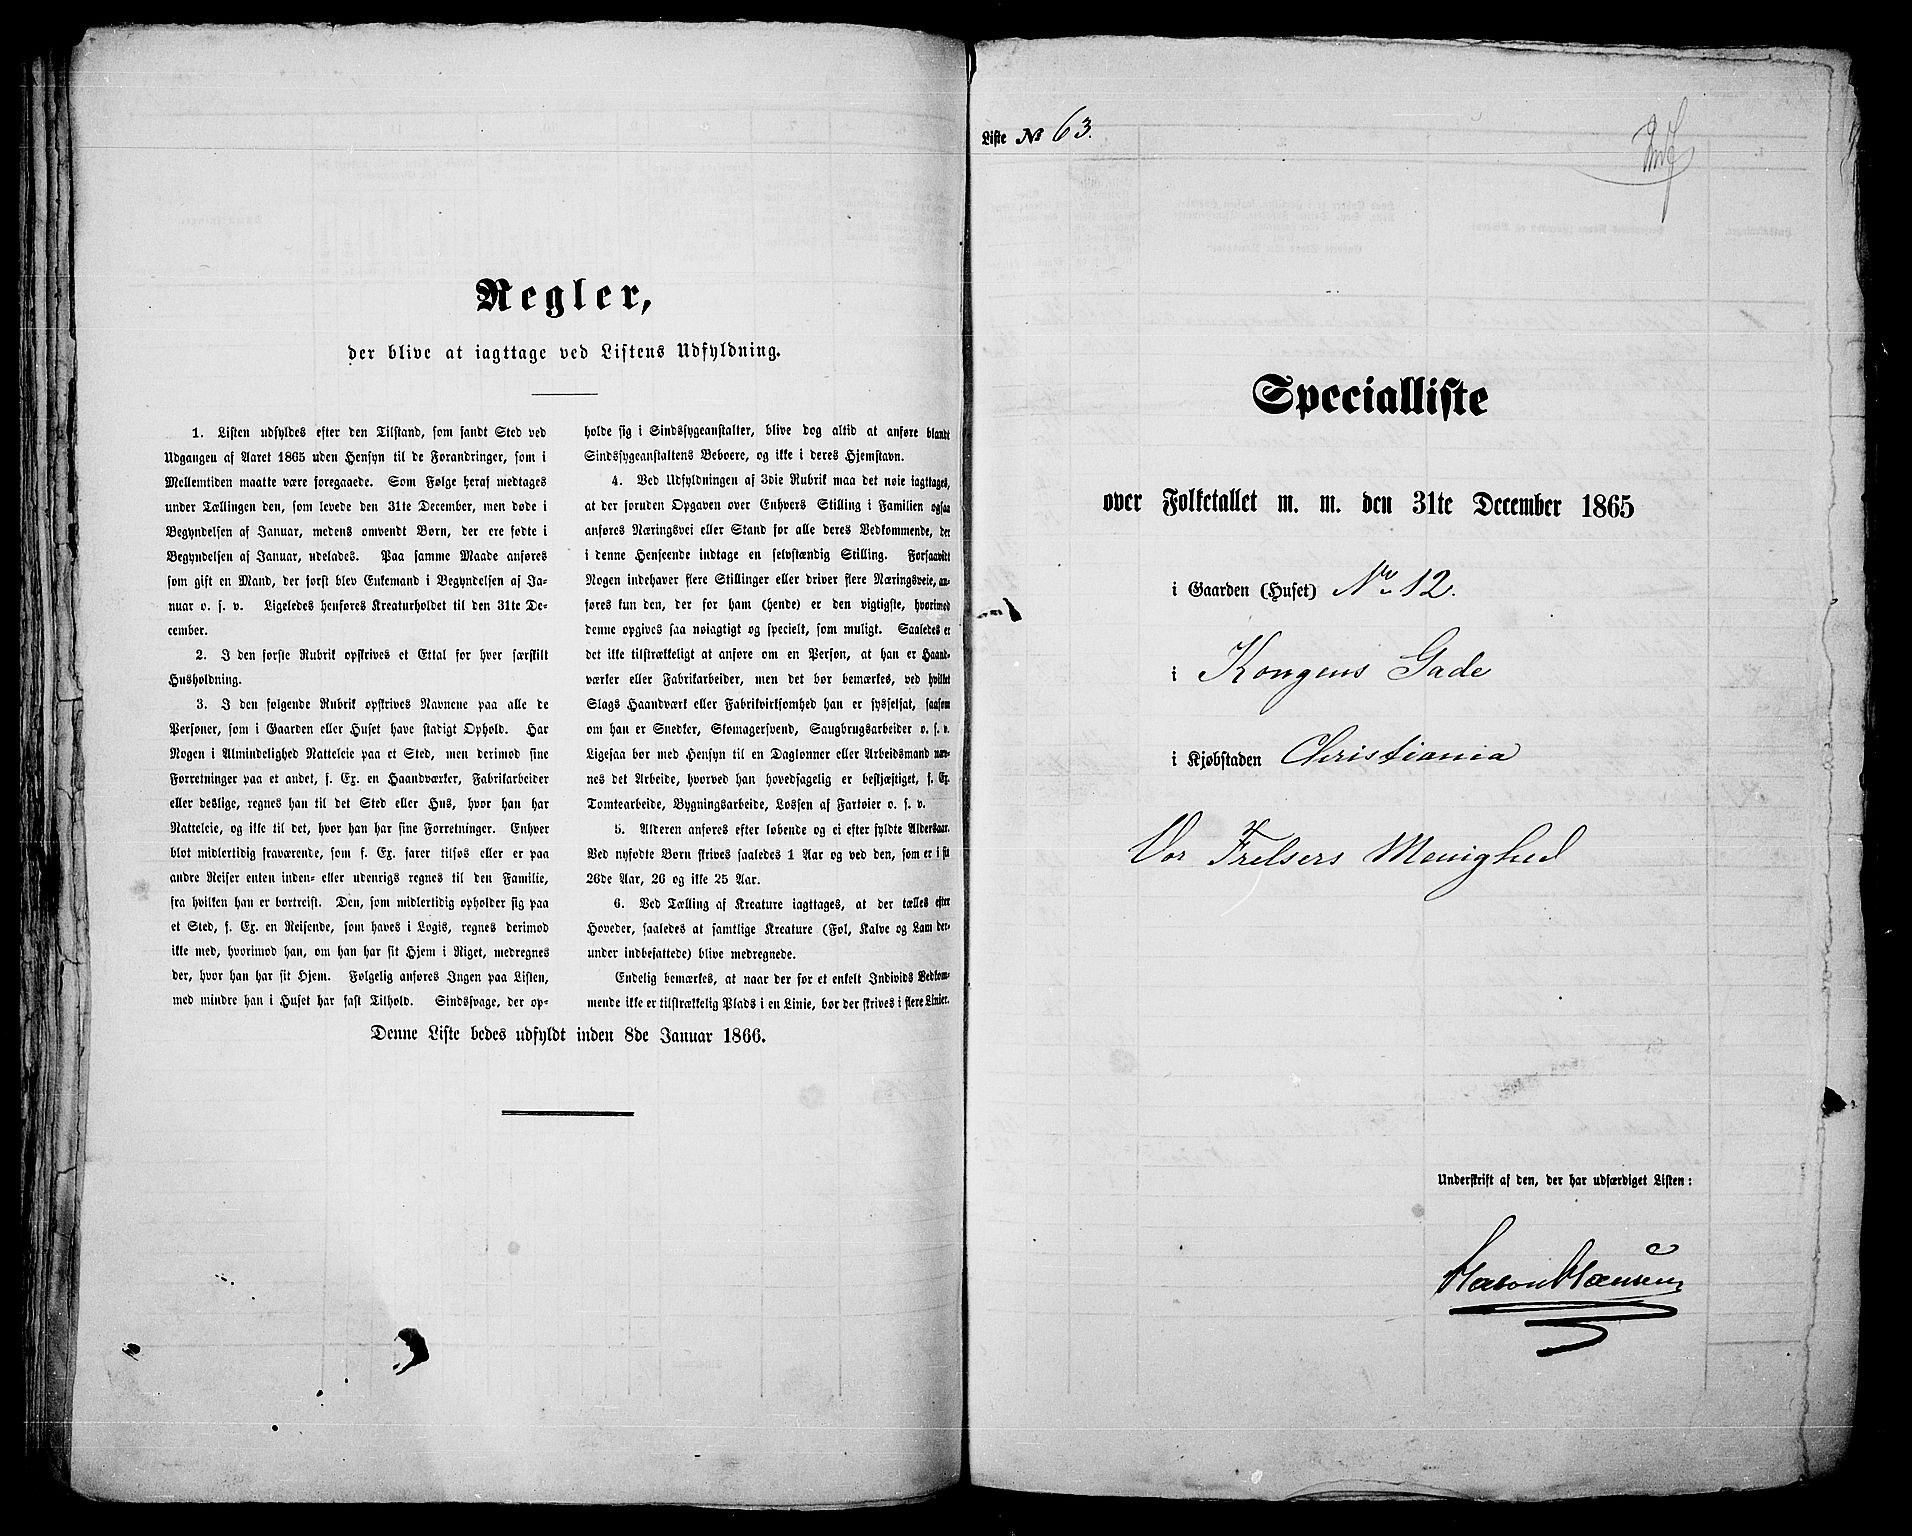 Regler,
der blive at iagttage ved Listens Udfyldning.
1. Listen udfyldes efter den Tilstand, som fandt Sted ved
Udgangen af Aaret 1865 uden Hensyn til de Forandringer, som i
Mellemtiden maatte være foregaaede. Som Følge heraf medtages
under Tællingen den, som levede den 31te December, men døde i
Begyndelsen af Januar, medens omvendt Børn, der ere fødte i
Begyndelsen af Januar, udelades. Paa samme Maade anføres
som gift en Mand, der først blev Enkemand i Begyndelsen af Ja-
nuar o. s. v. Ligeledes henføres Kreaturholdet til den 31te De-
cember.
2. I den første Rubrik opskrives et Ettal for hver særskilt
Husholdning.
3. I den følgende Rubrik opskrives Navnene paa alle de
Personer, som i Gaarden eller Huset have stadigt Ophold. Har
Nogen i Almindelighed Natteleie paa et Sted, men derimod sine
Forretninger paa et andet, f. Ex. en Haandværker, Fabrikarbeider
eller deslige, regnes han til det Sted eller Hus, hvor han har
Natteleie, og ikke til det, hvor han har sine Forretninger. Enhver
blot midlertidig fraværende, som f. Ex. farer tilsøs eller er paa
andre Reiser enten inden- eller udenrigs regnes til den Familie,
fra hvilken han er bortreist. Den, som midlertidig opholder sig paa
et Sted, f. Ex. en Reisende, som haves i Logis, regnes derimod
ikke med, hvorimod han, om han har sit Hjem i Riget, medregnes
der, hvor han har sit Hjem. Følgelig anføres Ingen paa Listen,
med mindre han i Huset har fast Tilhold. Sindssvage, der op-
holde sig i Sindssygeanstalter, blive dog altid at anføre blandt
Sindssygeanstaltens Beboere, og ikke i deres Hjemstavn.
4. Ved Udfyldningen af 3die Rubrik maa det nøie iagttages,
at der foruden Opgaven over Enhvers Stilling i Familien ogsaa
anføres Næringsvei eller Stand for alle deres Vedkommende, der
i denne Henseende indtage en selvstændig Stilling. Forsaavidt
Nogen indehaver flere Stillinger eller driver flere Næringsveie, an-
føres kun den, der for ham (hende) er den vigtigste, hvorimod
denne opgives saa nøiagtigt og specielt, som muligt. Saaledes er
det ikke tilstrækkeligt at anføre om en Person, at han er Haand-
værker eller Fabrikarbeider, men det bør bemærkes, ved hvilket
Slags Haandværk eller Fabrikvirksomhed han er sysselsat, saasom
om han er Snedker, Skomagersvend, Saugbrugsarbeider o. s. v.
Ligesaa bør med Hensyn til en Daglønner eller Arbeidsmand næv-
nes det Arbeide, hvorved han hovedsagelig er beskjæftiget, f. Ex.
Tomtearbeide, Bygningsarbeide, Lossen af Fartøier o. s. v.
5. Alderen anføres efter løbende og ei efter fyldte Aldersaar.
Ved nyfødte Børn skrives saaledes 1 Aar og ved den, som er i sit
26de Aar, 26 og ikke 25 Aar.
6. Ved Tælling af Kreature iagttages, at der tælles efter
Hoveder, saaledes at samtlige Kreature (Føl, Kalve og Lam der-
under indbefattede) blive medregnede.
Endelig bemærkes, at naar der for et enkelt Individs Vedkom-
mende ikke er tilstrækkelig Plads i en Linie, bør der skrives i flere Linier.
Denne Liste bedes udfyldt inden 8de Januar 1866.
Liste № 63.
Specialliste
over Folketallet m. m. den 31te December 1865
i Gaarden (Huset) No 12.
i Kongens Gade
i Kjøbstaden Christiania
Vor Frelsers Menighed
Underskrift af den, der har udfærdiget Listen: